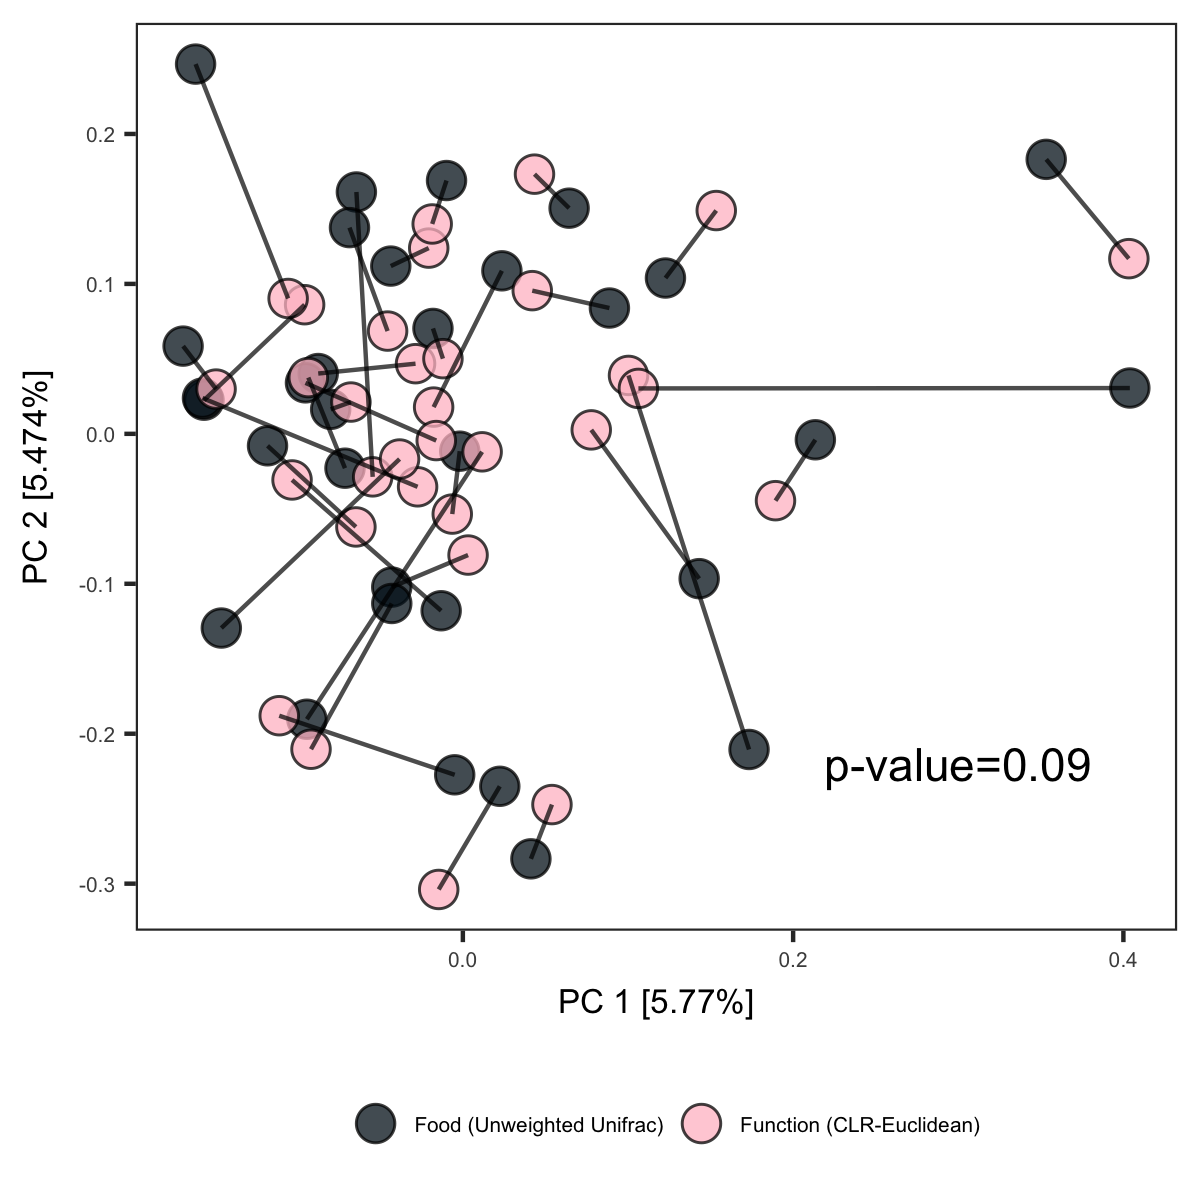 0.2
0.1
0.0
-0.1
-0.2
-0.3
PC 2 [5.474%]
p-value=0.09
0.0 0.2 0.4
PC 1 [5.77%]
Food (Unweighted Unifrac) Function (CLR-Euclidean)